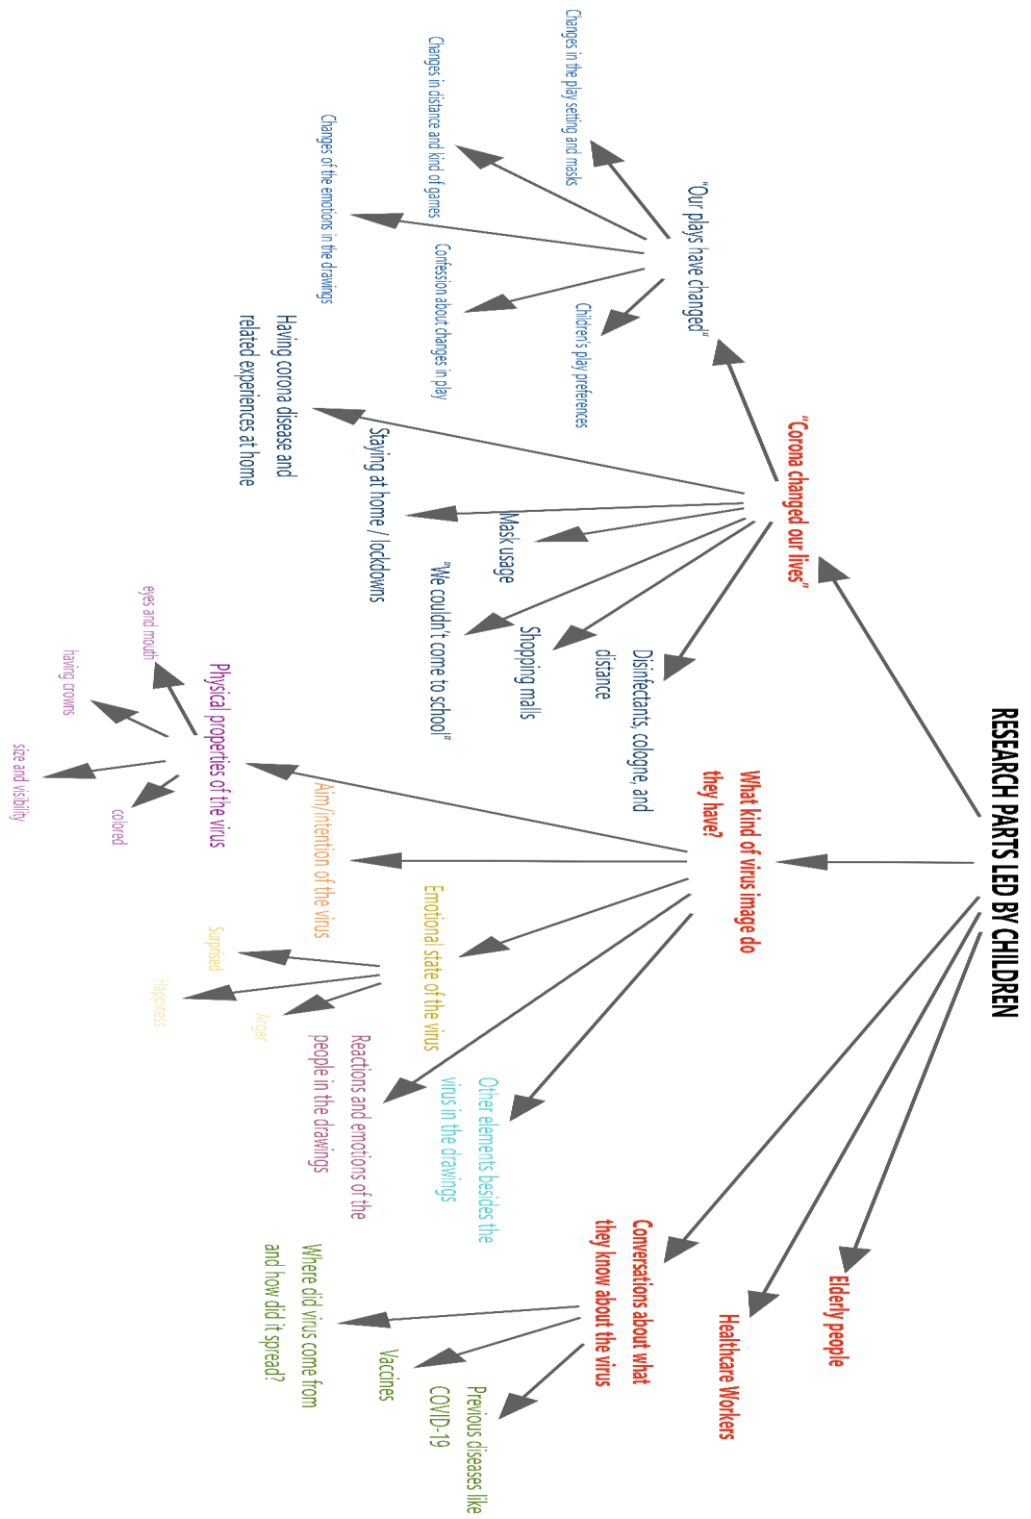 RESEARCH PARTS LED BY CHILDREN
"Corona changed our lives"
"Our plays have changed"
Changes in the play setting and masks
Changes in distance and kind of games
Changes of the emotions in the drawings
Confession about changes in play
Children's play preferences
Having corona disease and
related experiences at home
Staying at home / lockdowns
Mask usage
"We couldn't come to school"
Shopping malls
Disinfectants, cologne, and
distance
What kind of virus image do
they have?
Physical properties of the virus
eyes and mouth
having crowns
size and visibility
colored
Aim/intention of the virus
Emotional state of the virus
Surprised
Happiness
Anger
Reactions and emotions of the
people in the drawings
Other elements besides the
virus in the drawings
Conversations about what
they know about the virus
Where did virus come from
and how did it spread?
Vaccines
Previous diseases like
COVID-19
Healthcare Workers
Elderly people